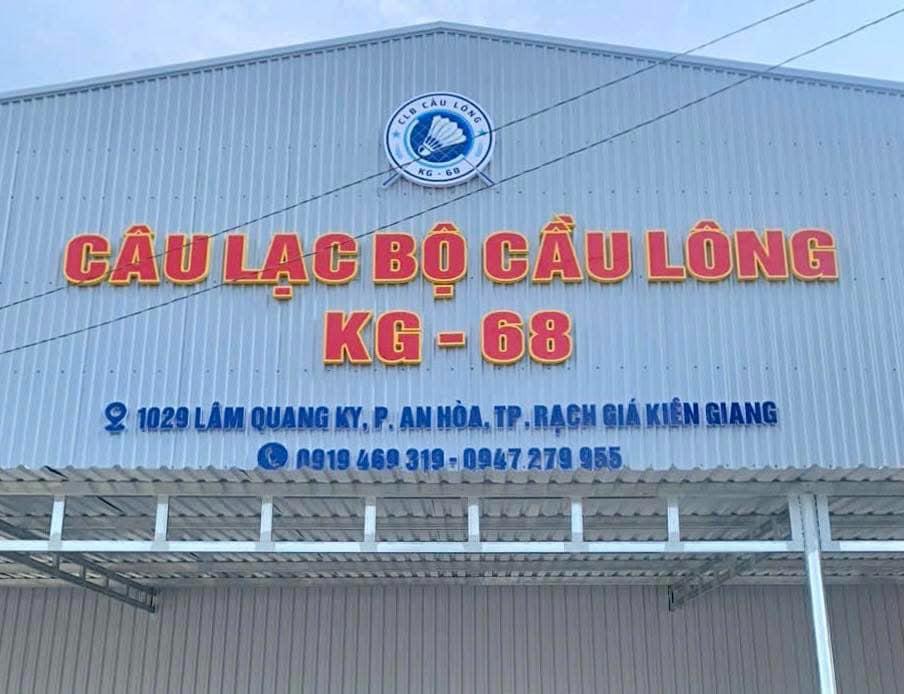 CLB CẦU LÔNG
KG - 68
CÂU LẠC BỘ CẦU LÔNG
KG - 68
1029 LÂM QUANG KY, P. AN HÒA, TP. RẠCH GIÁ KIÊN GIANG
0919 469 319 - 0947 279 955